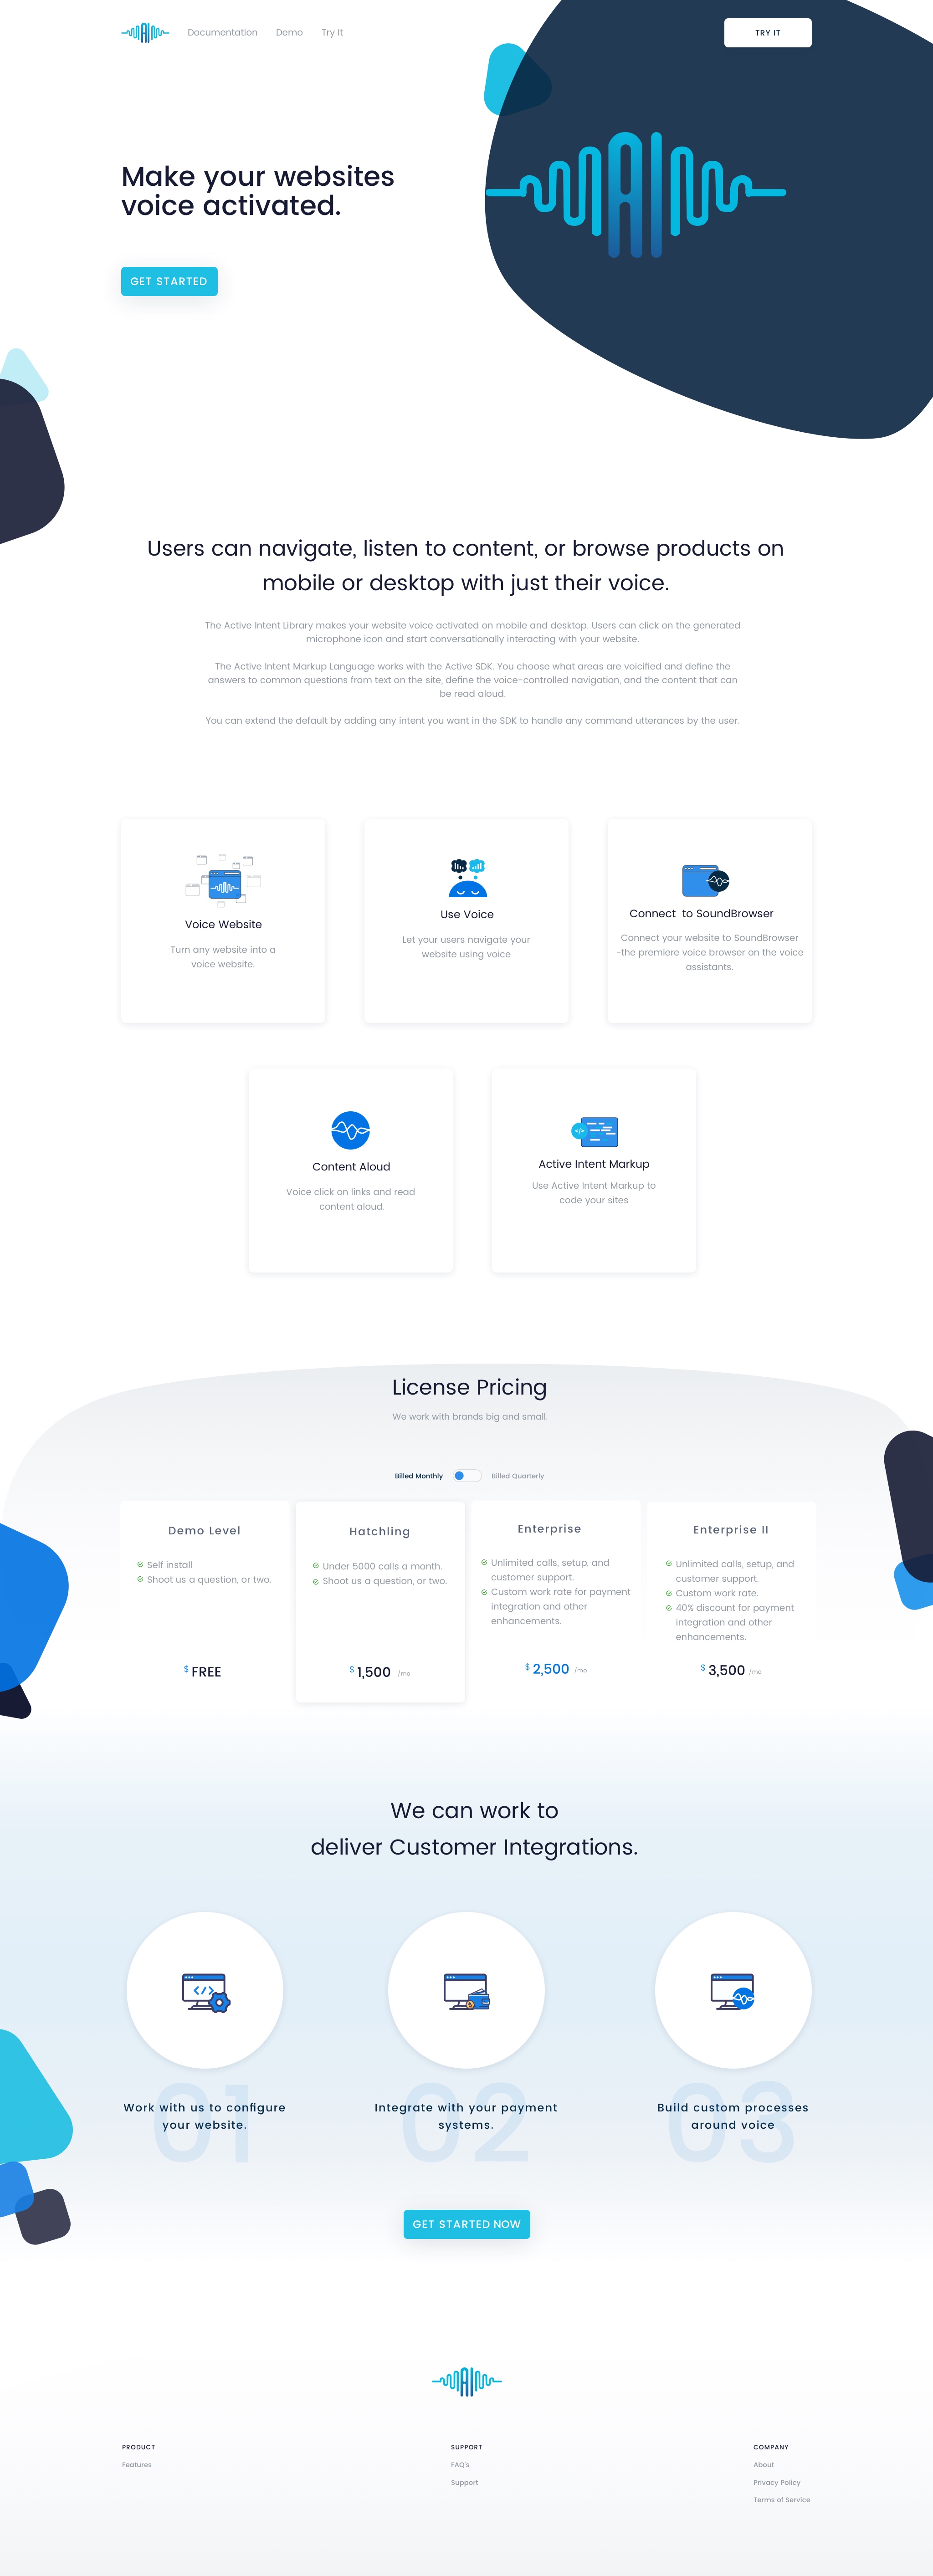 Documentation Demo Try It
TRY IT
Make your websites
voice activated.
GET STARTED
Users can navigate, listen to content, or browse products on
mobile or desktop with just their voice.
The Active Intent Library makes your website voice activated on mobile and desktop. Users can click on the generated
microphone icon and start conversationally interacting with your website.
The Active Intent Markup Language works with the Active SDK. You choose what areas are voicified and define the
answers to common questions from text on the site, define the voice-controlled navigation, and the content that can
be read aloud.
You can extend the default by adding any intent you want in the SDK to handle any command utterances by the user.
Voice Website
Turn any website into a
voice website.
Use Voice
Let your users navigate your
website using voice
Connect to SoundBrowser
Connect your website to SoundBrowser
-the premiere voice browser on the voice
assistants.
Content Aloud
Voice click on links and read
content aloud.
</>
Active Intent Markup
Use Active Intent Markup to
code your sites
License Pricing
We work with brands big and small.
Billed Monthly
Billed Quarterly
Demo Level
Self install
Shoot us a question, or two.
$ FREE
Hatchling
Under 5000 calls a month.
Shoot us a question, or two.
$ 1,500 /mo
Enterprise
Unlimited calls, setup, and
customer support.
Custom work rate for payment
integration and other
enhancements.
$ 2,500 /mo
Enterprise II
Unlimited calls, setup, and
customer support.
Custom work rate.
40% discount for payment
integration and other
enhancements.
$ 3,500 /mo
We can work to
deliver Customer Integrations.
</>
01
Work with us to configure
your website.
02
Integrate with your payment
systems.
03
Build custom processes
around voice
GET STARTED NOW
PRODUCT
Features
SUPPORT
FAQ's
Support
COMPANY
About
Privacy Policy
Terms of Service